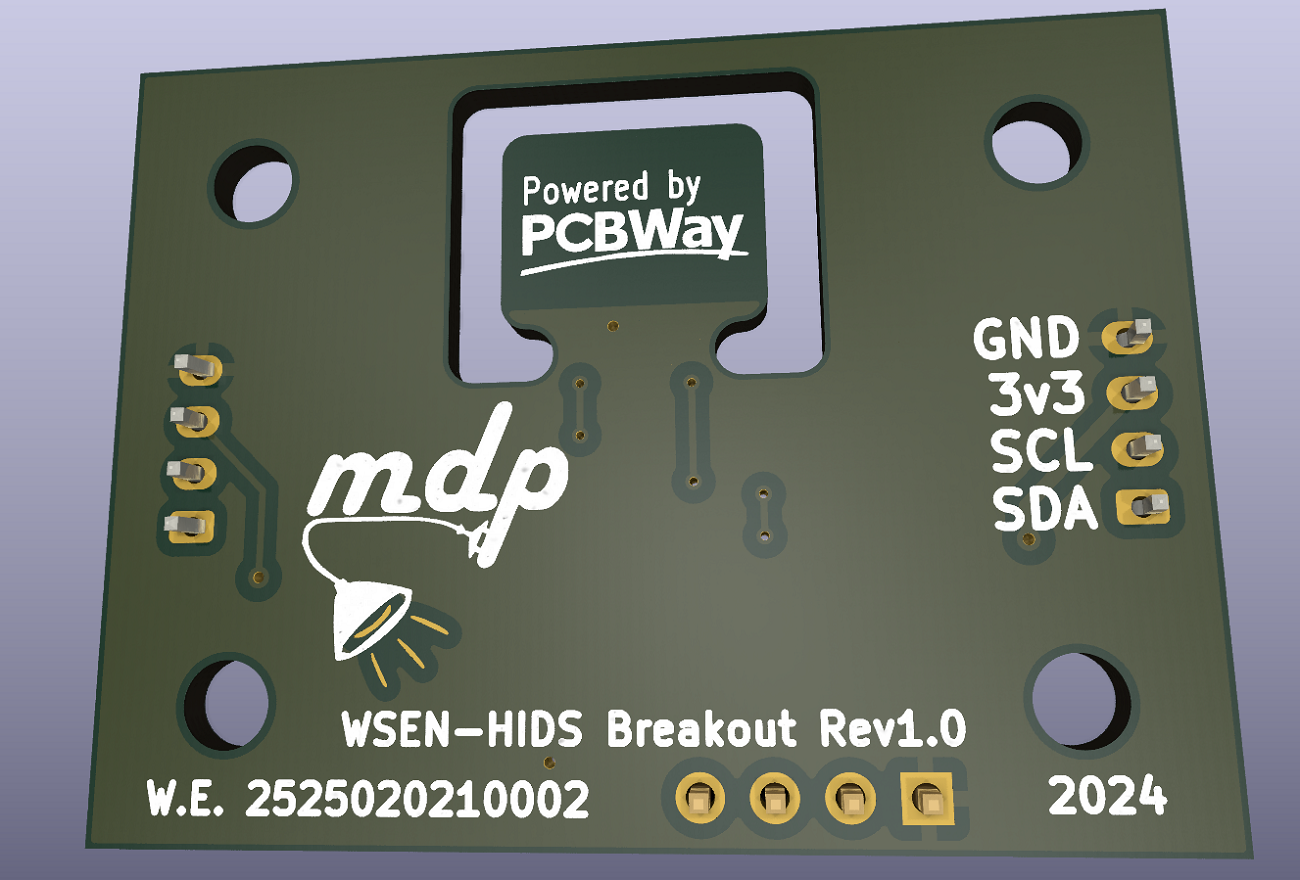 Powered by
PCBWay
GND
3v3
SCL
SDA
mdp
WSEN-HIDS Breakout Rev1.0
W.E. 2525020210002
2024